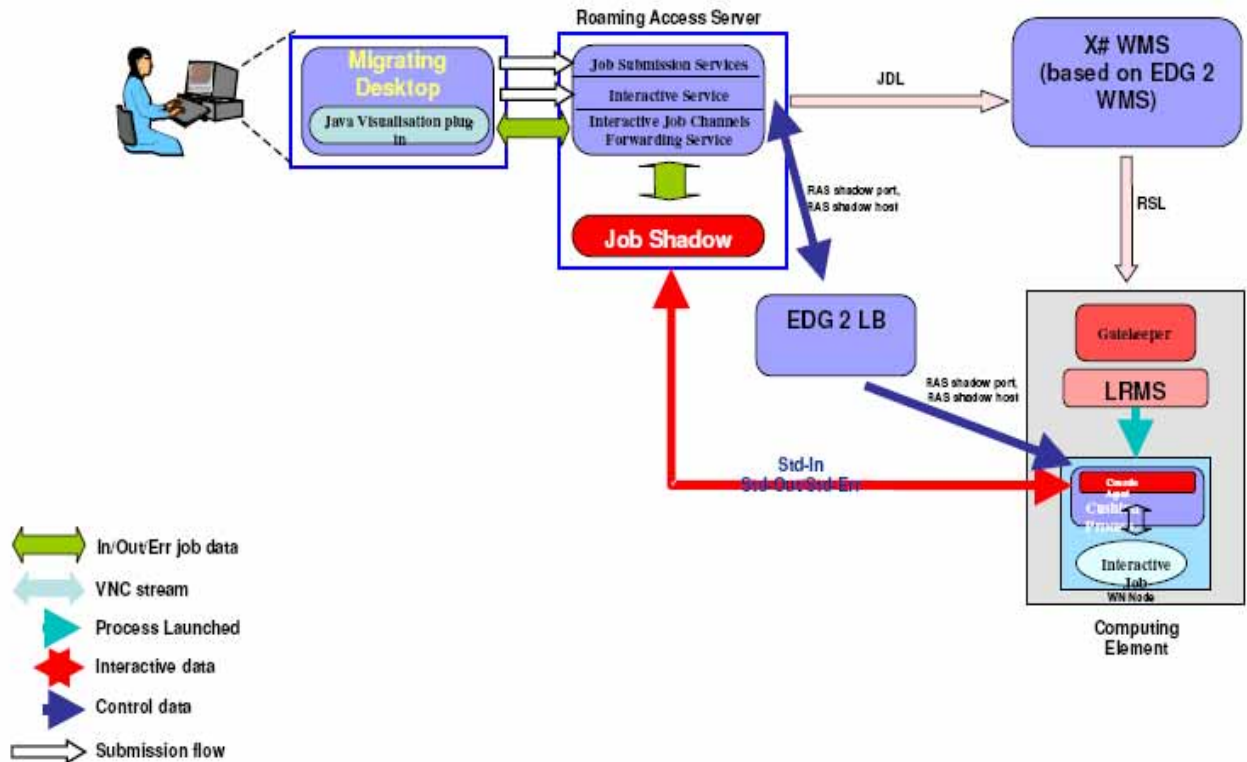 Roaming Access Server
Migrating
Desktop
Java Visualisation plug
in
Job Submission Services
Interactive Service
Interactive Job Channels
Forwarding Service
Job Shadow
JDL
X# WMS
(based on EDG 2
WMS)
RAS shadow port,
RAS shadow host
RSL
EDG 2 LB
Gatekeeper
LRMS
RAS shadow port,
RAS shadow host
Std-In
Std-Out Std-Err
Agent
Interactive
Job
WN Node
Computing
Element
In/Out/Err job data
VNC stream
Process Launched
Interactive data
Control data
Submission flow